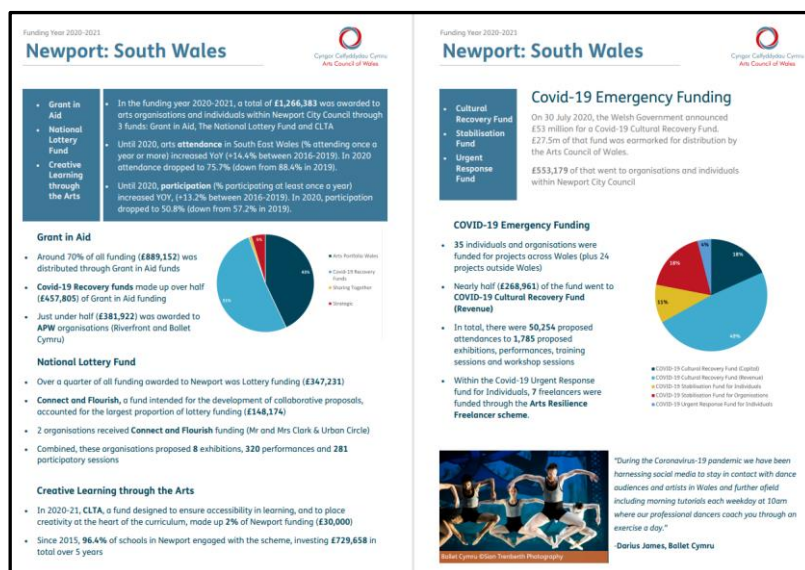 Funding Year 2020-2021
Newport: South Wales
Cyngor Celfyddydau Cymru
Arts Council of Wales
• Grant in Aid
• National Lottery Fund
• Creative Learning through the Arts
• In the funding year 2020-2021, a total of £1,266,383 was awarded to
arts organisations and individuals within Newport City Council through
3 funds: Grant in Aid, The National Lottery Fund and CLTA
• Until 2020, arts attendance in South East Wales (% attending once a
year or more) increased YoY (+14.4% between 2016-2019). In 2020
attendance dropped to 75.7% (down from 88.4% in 2019).
• Until 2020, participation (% participating at least once a year)
increased YOY, (+13.2% between 2016-2019). In 2020, participation
dropped to 50.8% (down from 57.2% in 2019).
Grant in Aid
• Around 70% of all funding (£889,152) was
distributed through Grant in Aid funds
• Covid-19 Recovery funds made up over half
(£457,805) of Grant in Aid funding
• Just under half (£381,922) was awarded to
APW organisations (Riverfront and Ballet
Cymru)
5%
43%
51%
Arts Portfolio Wales
Covid-19 Recovery
Funds
Sharing Together
Strategic
National Lottery Fund
• Over a quarter of all funding awarded to Newport was Lottery funding (£347,231)
• Connect and Flourish, a fund intended for the development of collaborative proposals,
accounted for the largest proportion of lottery funding (£148,174)
• 2 organisations received Connect and Flourish funding (Mr and Mrs Clark & Urban Circle)
• Combined, these organisations proposed 8 exhibitions, 320 performances and 281
participatory sessions
Creative Learning through the Arts
• In 2020-21, CLTA, a fund designed to ensure accessibility in learning, and to place
creativity at the heart of the curriculum, made up 2% of Newport funding (£30,000)
• Since 2015, 96.4% of schools in Newport engaged with the scheme, investing £729,658 in
total over 5 years
Funding Year 2020-2021
Newport: South Wales
Cyngor Celfyddydau Cymru
Arts Council of Wales
• Cultural
Recovery Fund
• Stabilisation
Fund
• Urgent
Response
Fund
Covid-19 Emergency Funding
On 30 July 2020, the Welsh Government announced
£53 million for a Covid-19 Cultural Recovery Fund.
£27.5m of that fund was earmarked for distribution by
the Arts Council of Wales.
£553,179 of that went to organisations and individuals
within Newport City Council
COVID-19 Emergency Funding
• 35 individuals and organisations were
funded for projects across Wales (plus 24
projects outside Wales)
• Nearly half (£268,961) of the fund went to
COVID-19 Cultural Recovery Fund
(Revenue)
• In total, there were 50,254 proposed
attendances to 1,785 proposed
exhibitions, performances, training
sessions and workshop sessions
• Within the Covid-19 Urgent Response
fund for Individuals, 7 freelancers were
funded through the Arts Resilience
Freelancer scheme.
4%
18%
18%
11%
49%
COVID-19 Cultural Recovery Fund (Capital)
COVID-19 Cultural Recovery Fund (Revenue)
COVID-19 Stabilisation Fund for Individuals
COVID-19 Stabilisation Fund for Organisations
COVID-19 Urgent Response Fund for Individuals
Ballet Cymru ©Sian Trenberth Photography
"During the Coronavirus-19 pandemic we have been
harnessing social media to stay in contact with dance
audiences and artists in Wales and further afield
including morning tutorials each weekday at 10am
where our professional dancers coach you through an
exercise a day."
-Darius James, Ballet Cymru